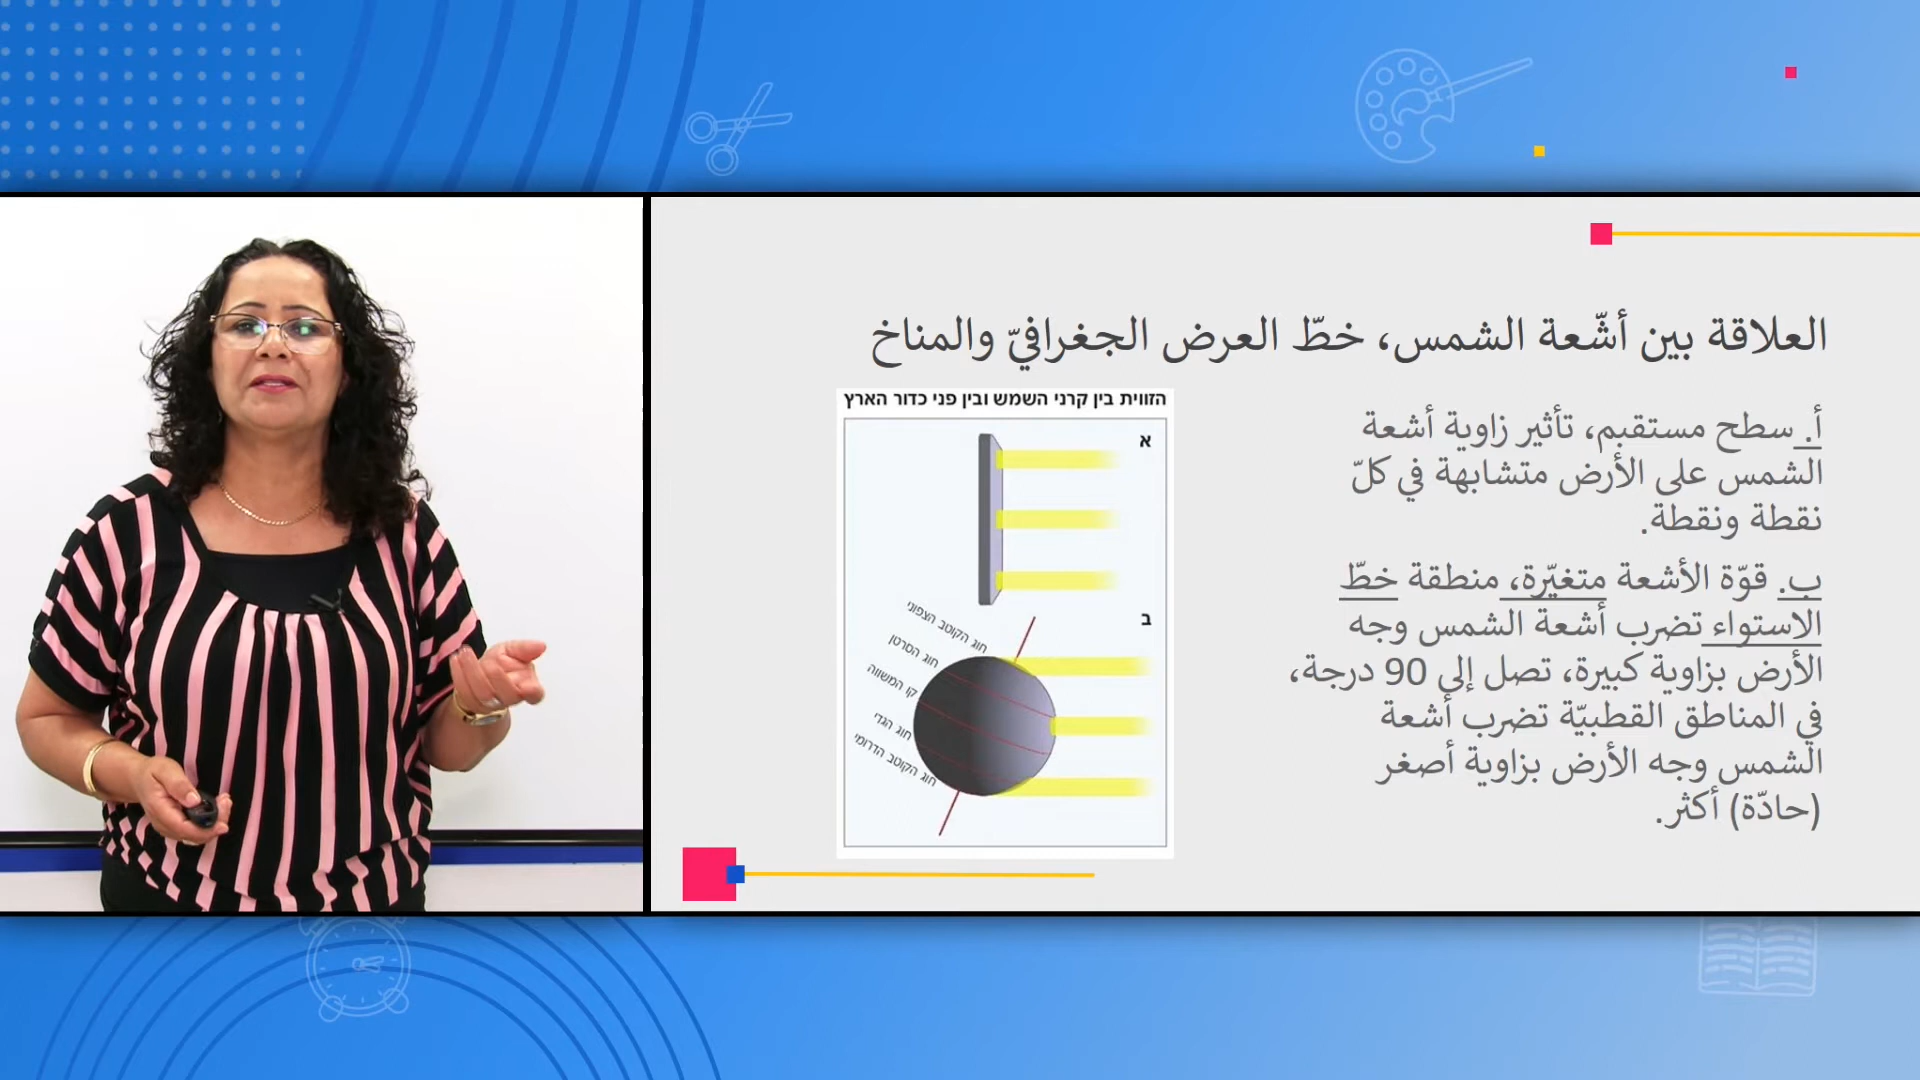 العلاقة بين أشّعة الشمس، خطّ العرض الجغرافيّ والمناخ
أ. سطح مستقبم، تأثير زاوية أشعة
الشمس على الأرض متشابهة في كلّ
نقطة ونقطة.
ب. قوّة الأشعة متغيّرة، منطقة خطّ
الاستواء تضرب أشعة الشمس وجه
الأرض بزاوية كبيرة، تصل إلى 90 درجة،
في المناطق القطبيّة تضرب أشعة
الشمس وجه الأرض بزاوية أصغر
(حادّة) أكثر.
הזווית בין קרני השמש ובין פני כדור הארץ
א
ב
חוג הקוטב הצפוני
חוג הסרטן
קו המשווה
חוג הגדי
חוג הקוטב הדרומי